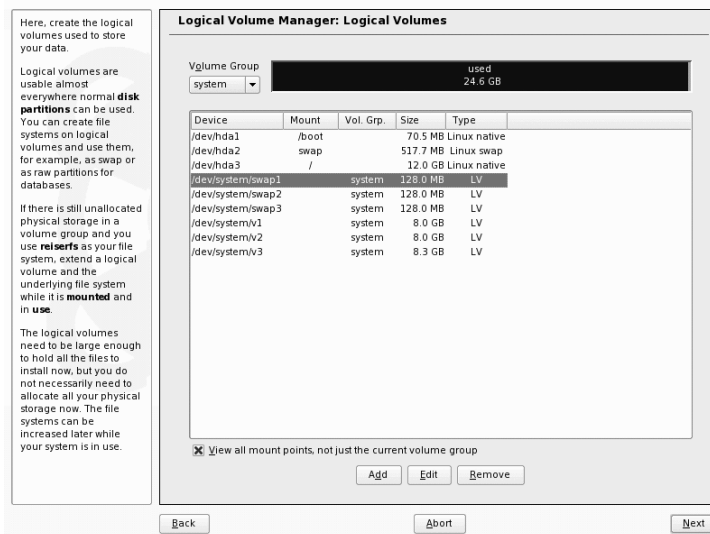 Here, create the logical
volumes used to store
your data.
Logical volumes are
usable almost
everywhere normal disk
partitions can be used.
You can create file
systems on logical
volumes and use them,
for example, as swap or
as raw partitions for
databases.
If there is still unallocated
physical storage in a
volume group and you
use reiserfs as your file
system, extend a logical
volume and the
underlying file system
while it is mounted and
in use.
The logical volumes
need to be large enough
to hold all the files to
install now, but you do
not necessarily need to
allocate all your physical
storage now. The file
systems can be
increased later while
your system is in use.
Logical Volume Manager: Logical Volumes
Volume Group
system
used
24.6 GB
Device Mount Vol. Grp. Size Type
/dev/hda1 /boot 70.5 MB Linux native
/dev/hda2 swap 517.7 MB Linux swap
/dev/hda3 / 12.0 GB Linux native
/dev/system/swap1 system 128.0 MB LV
/dev/system/swap2 system 128.0 MB LV
/dev/system/swap3 system 128.0 MB LV
/dev/system/v1 system 8.0 GB LV
/dev/system/v2 system 8.0 GB LV
/dev/system/v3 system 8.3 GB LV
View all mount points, not just the current volume group
Add Edit Remove
Back Abort Next